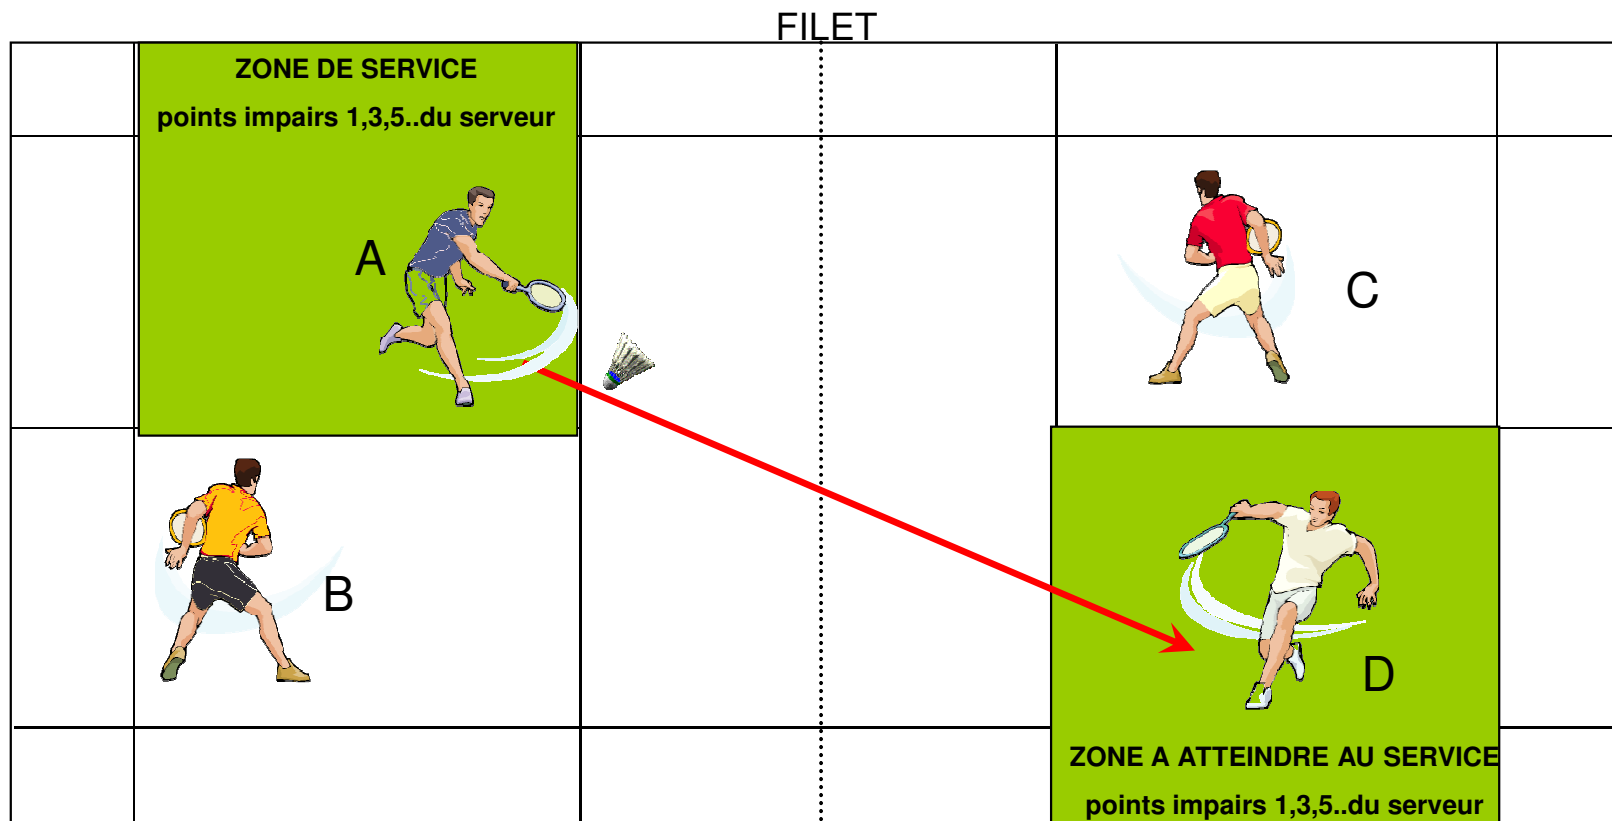 FILET
ZONE DE SERVICE
points impairs 1,3,5..du serveur
A
C
B
D
ZONE A ATTEINDRE AU SERVICE
points impairs 1,3,5..du serveur